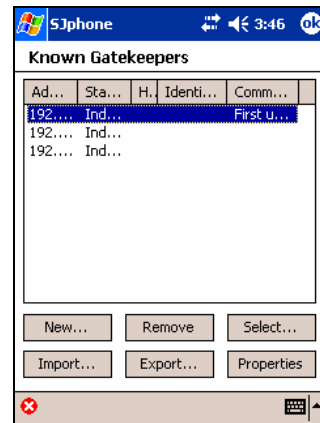 SJphone 3:46 ok
Known Gatekeepers
Ad... Sta... H. Identi... Comm...
192.... Ind... First u...
192.... Ind...
192.... Ind...
New... Remove Select...
Import... Export... Properties